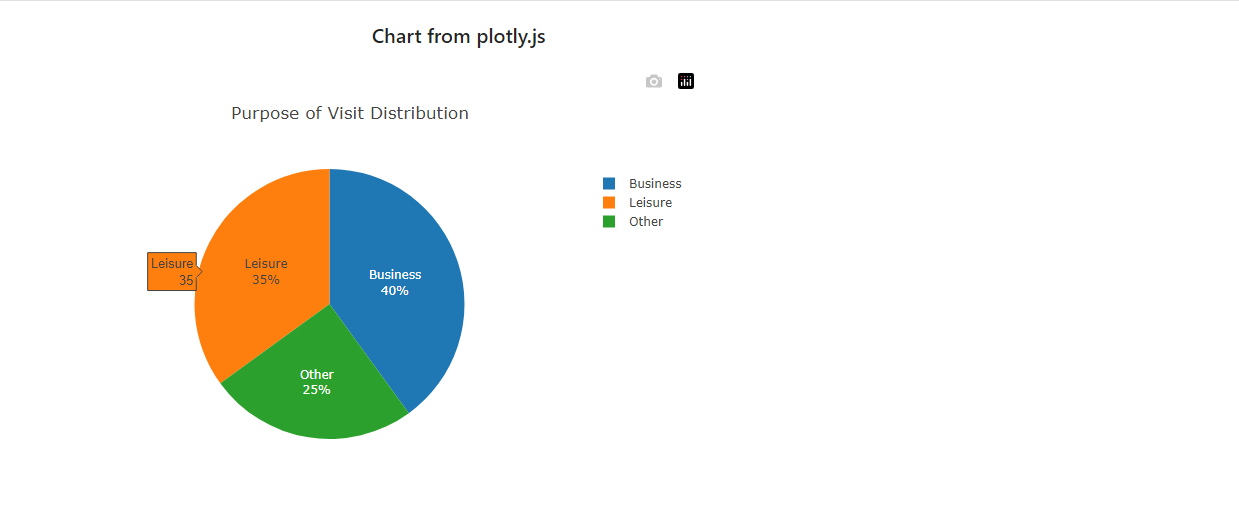 Chart from plotly.js
Purpose of Visit Distribution
Business
Leisure
Other
Leisure
35
Leisure
35%
Business
40%
Other
25%